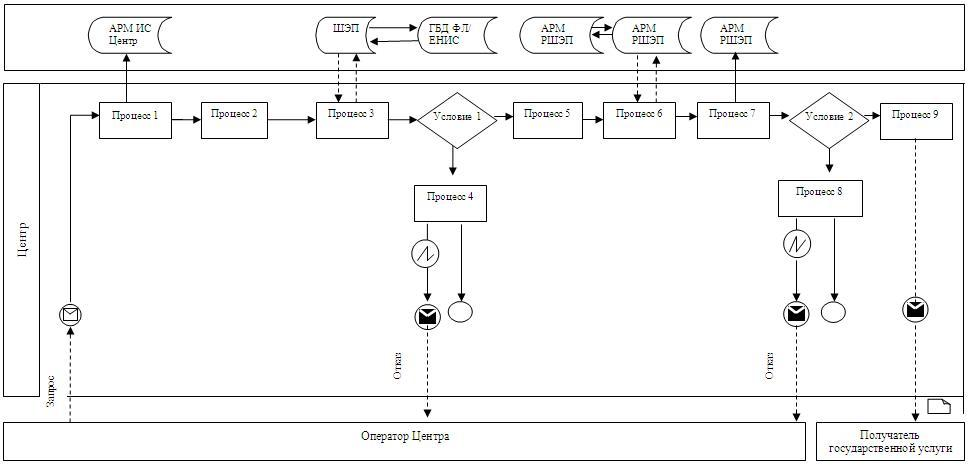 АРМ ИС
Центр
ШЭП
ГБД ФЛ/
ЕНИС
АРМ
РШЭП
АРМ
РШЭП
АРМ
РШЭП
Центр
Процесс 1
Процесс 2
Процесс 3
Условие 1
Процесс 5
Процесс 6
Процесс 7
Условие 2
Процесс 9
Процесс 4
Процесс 8
Запрос
Отказ
Отказ
Оператор Центра
Получатель
государственной услуги